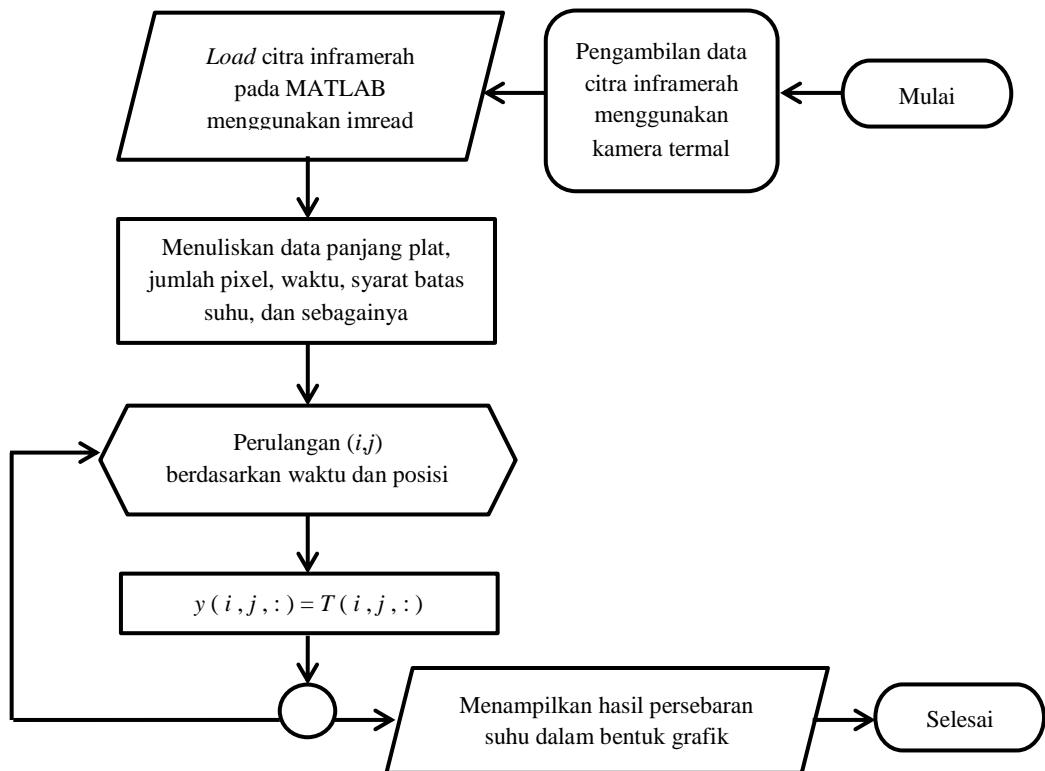 Mulai
Pengambilan data
citra inframerah
menggunakan
kamera termal
Load citra inframerah
pada MATLAB
menggunakan imread
Menuliskan data panjang plat,
jumlah pixel, waktu, syarat batas
suhu, dan sebagainya
Perulangan (i,j)
berdasarkan waktu dan posisi
y ( i , j , : ) = T ( i , j , : )
Menampilkan hasil persebaran
suhu dalam bentuk grafik
Selesai